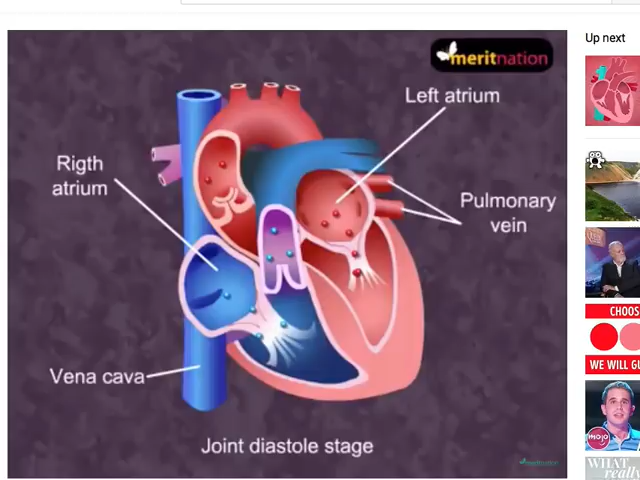 Up next
meritnation
Left atrium
Rigth
atrium
Pulmonary
vein
Vena cava
Joint diastole stage
meritnation
CHOOS
WE WILL GU
mojo
WHAT
really